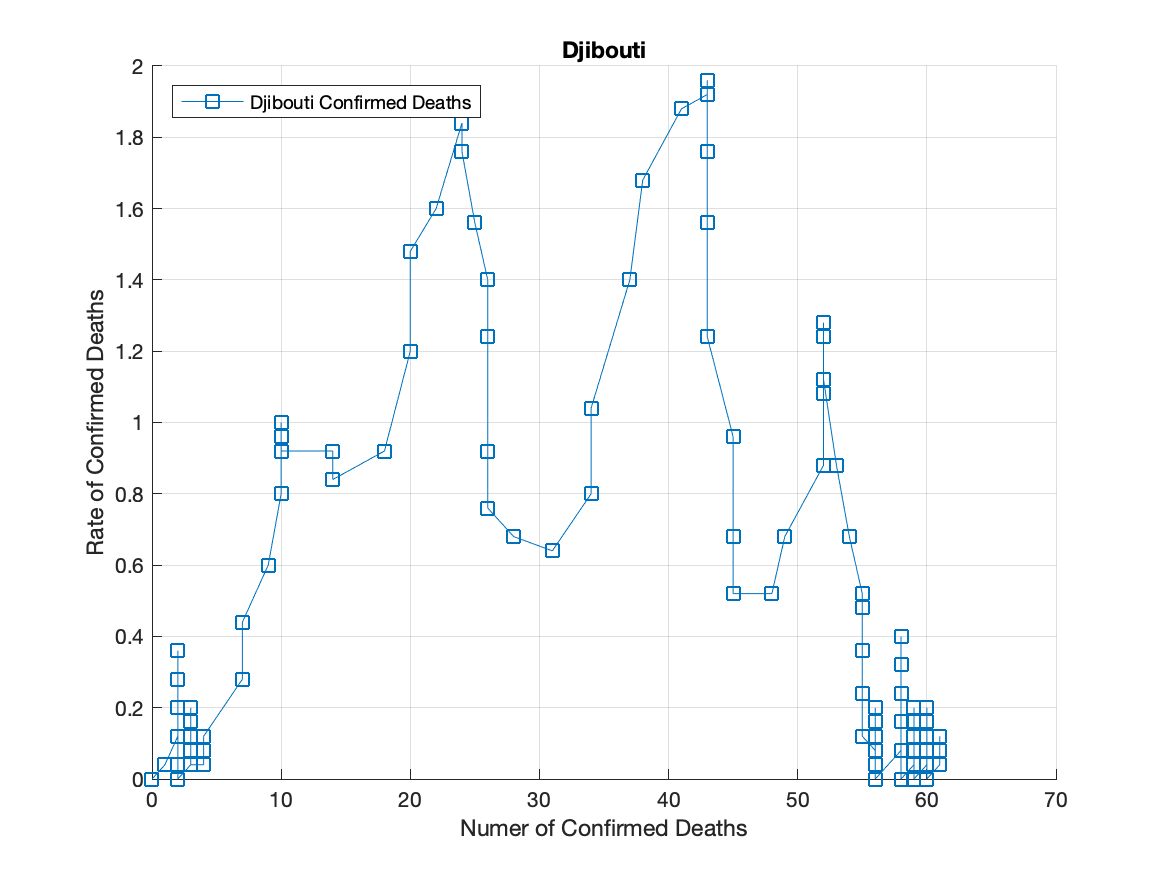 Djibouti
Djibouti Confirmed Deaths
Rate of Confirmed Deaths
2
1.8
1.6
1.4
1.2
1
0.8
0.6
0.4
0.2
0
0 10 20 30 40 50 60 70
Numer of Confirmed Deaths